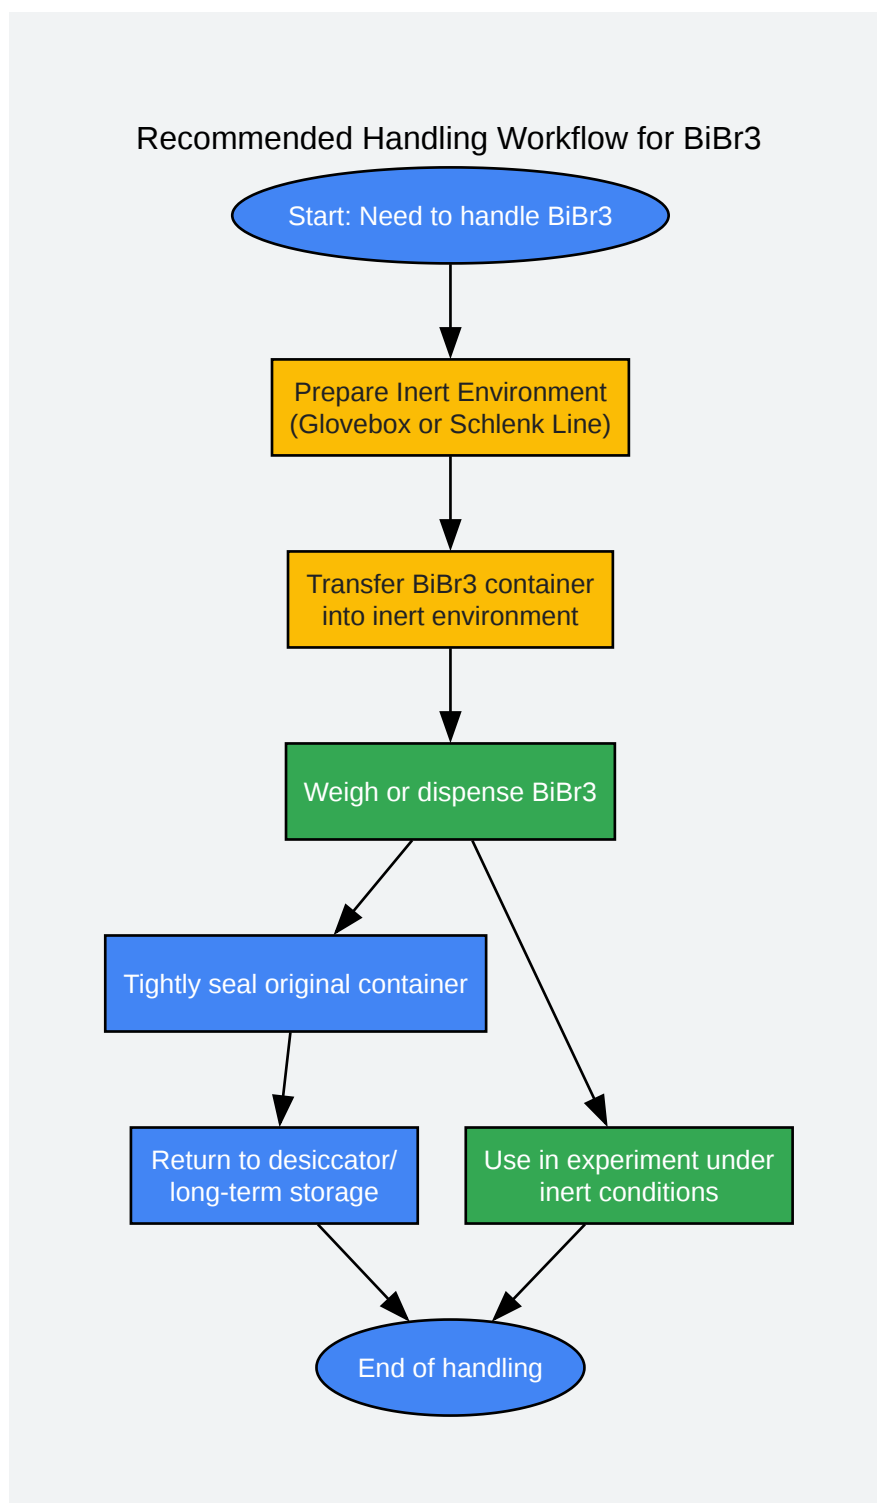 Recommended Handling Workflow for BiBr3
Start: Need to handle BiBr3
Prepare Inert Environment
(Glovebox or Schlenk Line)
Transfer BiBr3 container
into inert environment
Weigh or dispense BiBr3
Tightly seal original container
Return to desiccator/
long-term storage
Use in experiment under
inert conditions
End of handling